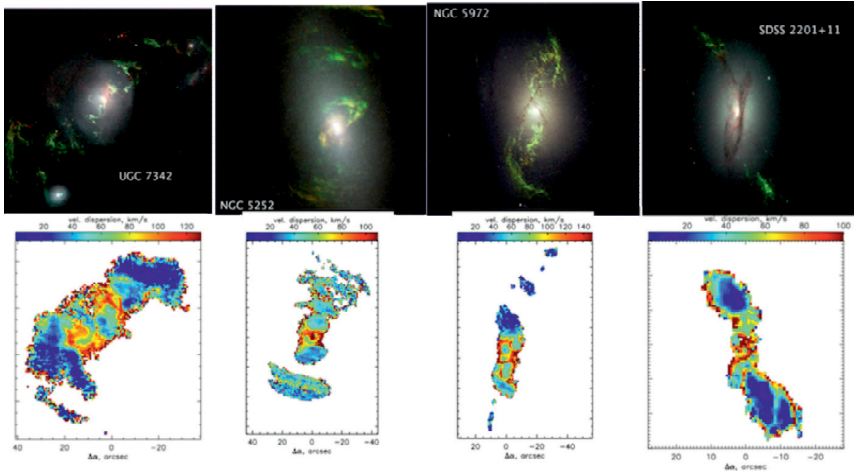 NGC 5972
SDSS 2201+11
UGC 7342
NGC 5252
vel. dispersion, km/s
20 40 60 80 100 120
vel. dispersion, km/s
20 40 60 80 100
vel. dispersion, km/s
20 40 60 80 100 120 140
vel. dispersion, km/s
20 40 60 80 100
40 20 0 -20
Δα, arcsec
40 20 0 -20 -40
Δα, arcsec
40 20 0 -20 -40
Δα, arcsec
20 10 0 -10 -20
Δα, arcsec